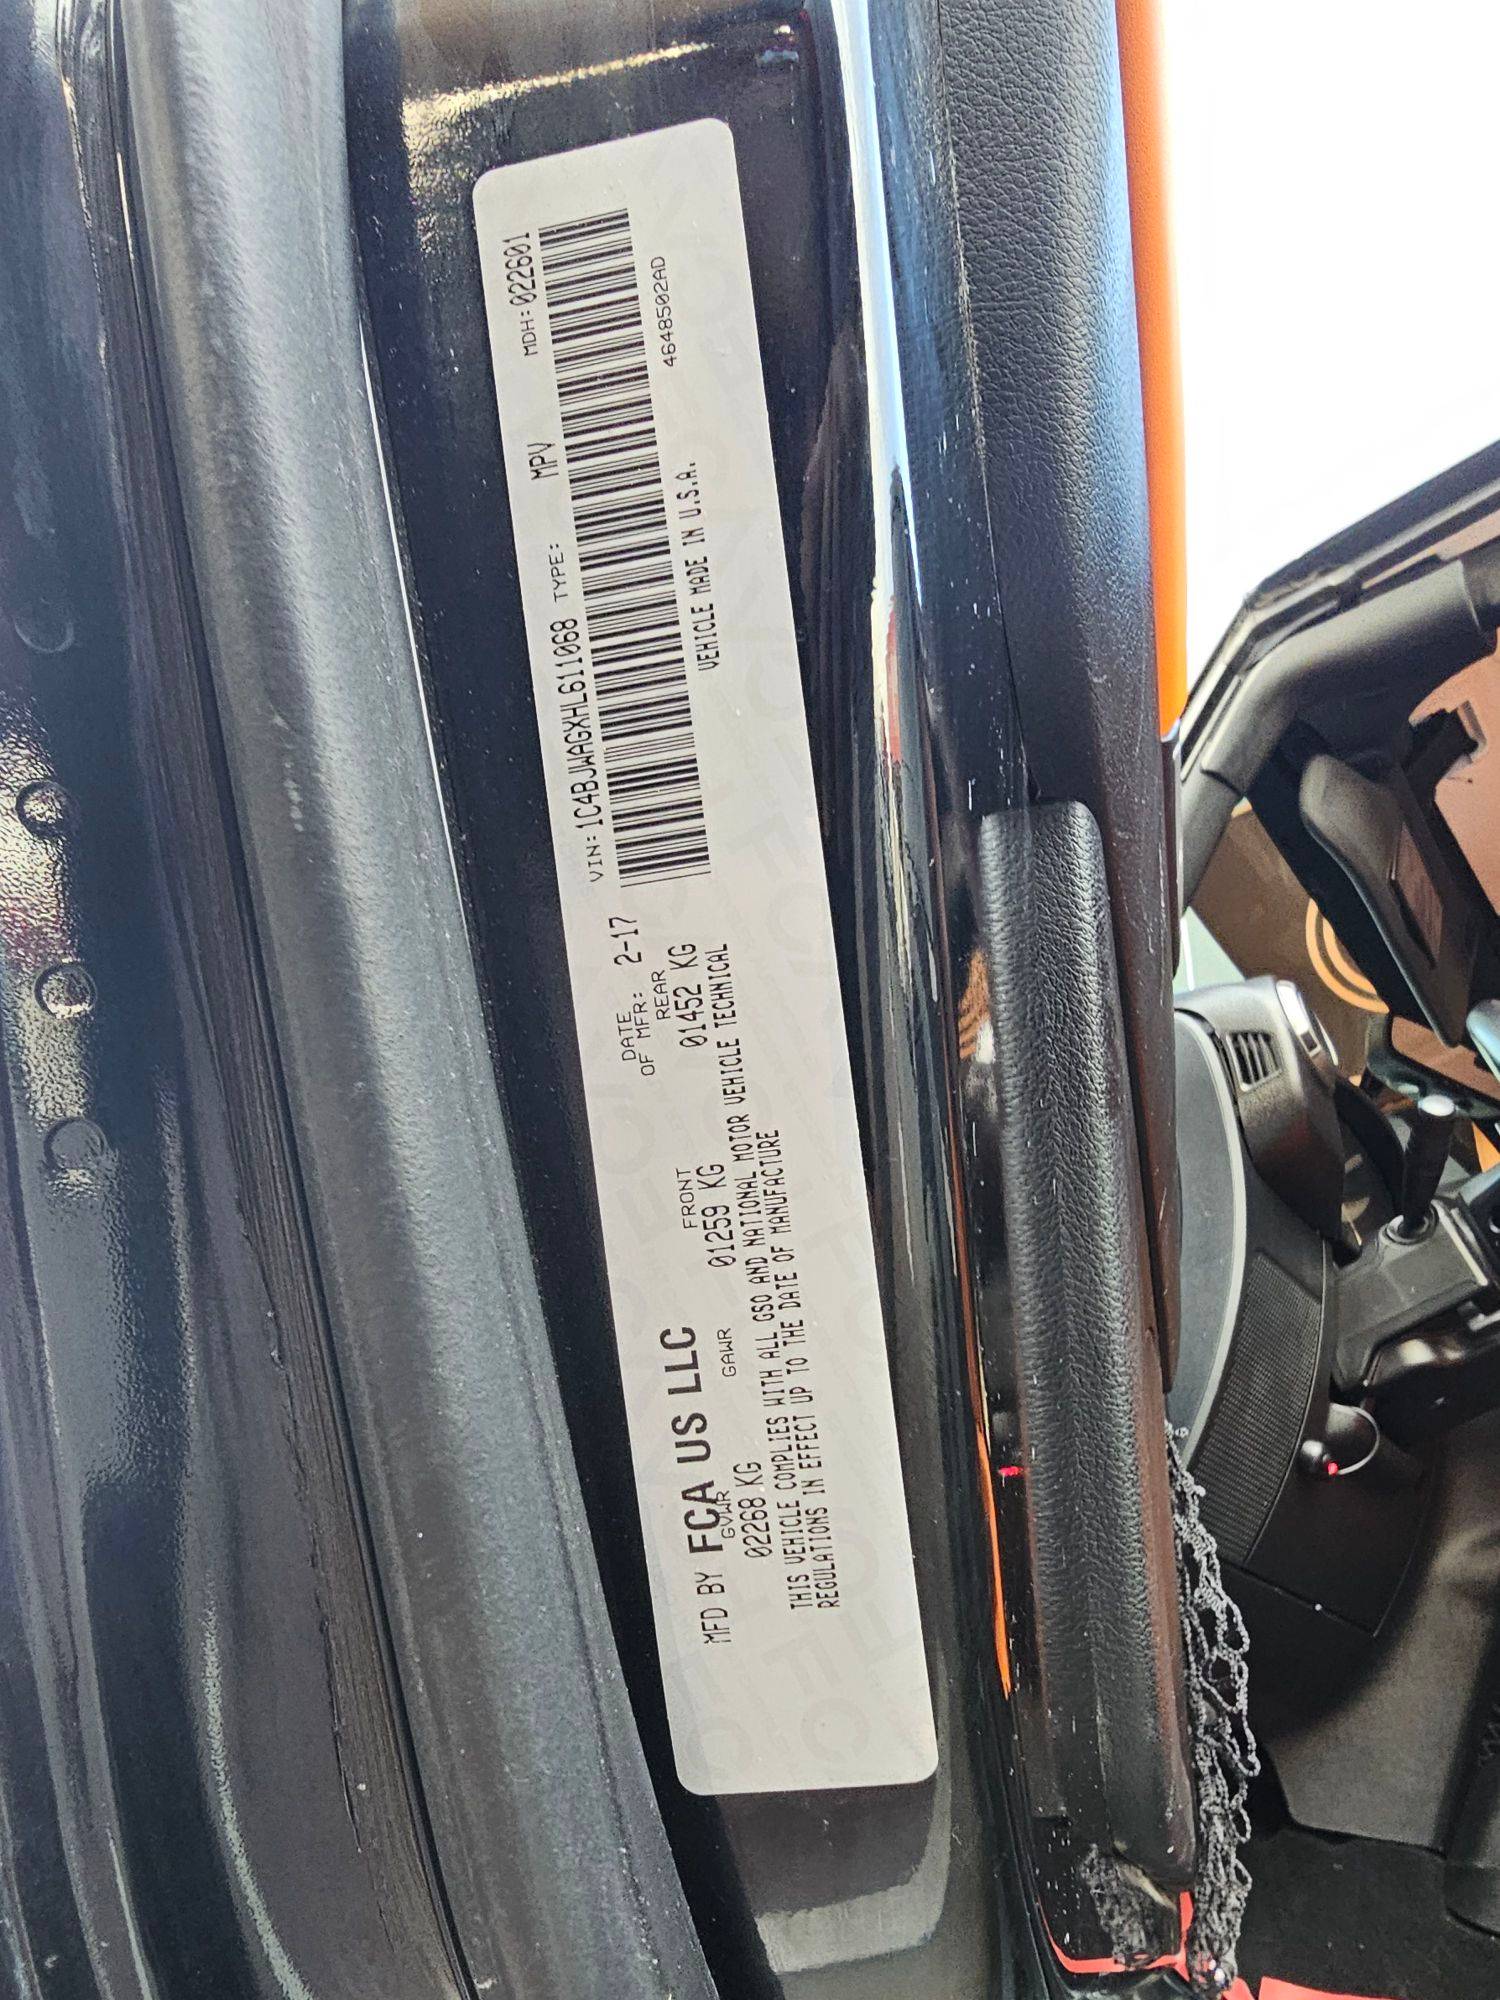 MFD BY FCA US LLC DATE OF MFR: 2-17 VIN: 1C4BJWAGXHL611068 TYPE: MPV MDH: 022601
GVWR GAWR FRONT REAR
02268 KG 01259 KG 01452 KG
THIS VEHICLE COMPLIES WITH ALL GSO AND NATIONAL MOTOR VEHICLE TECHNICAL
REGULATIONS IN EFFECT UP TO THE DATE OF MANUFACTURE
VEHICLE MADE IN U.S.A.
4648502AD